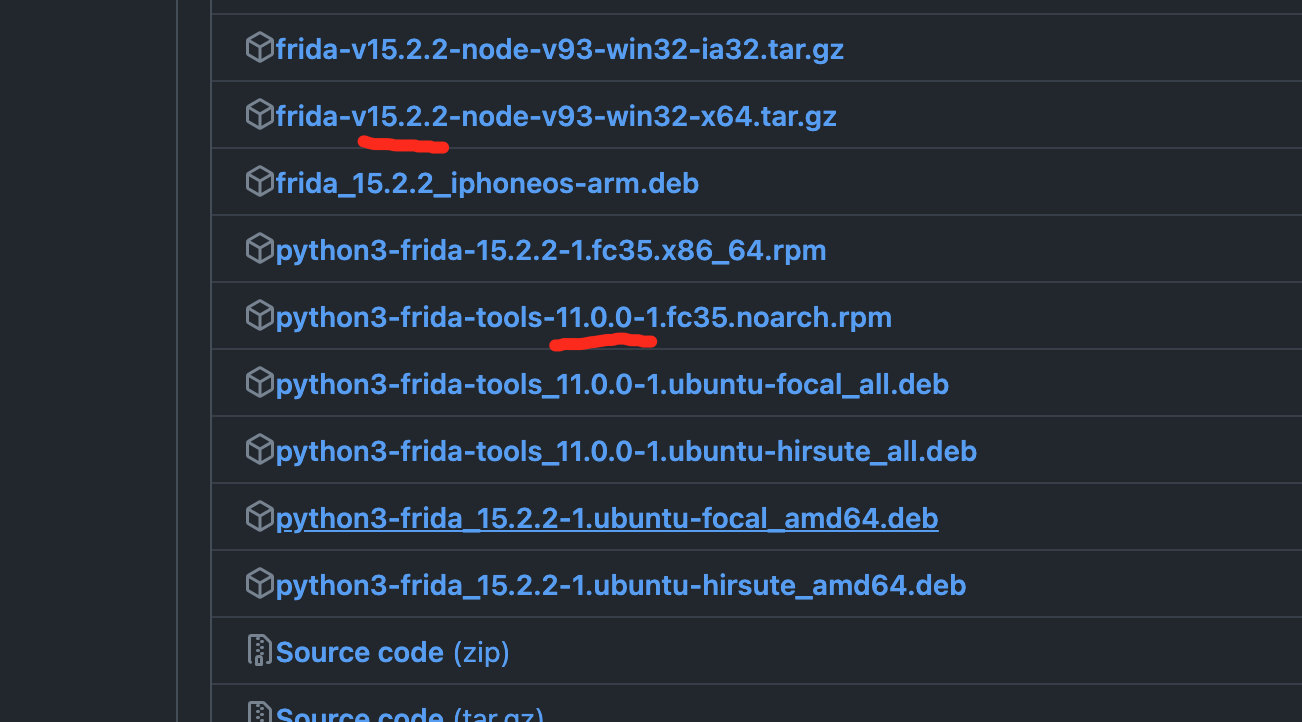 frida-v15.2.2-node-v93-win32-ia32.tar.gz
frida-v15.2.2-node-v93-win32-x64.tar.gz
frida_15.2.2_iphoneos-arm.deb
python3-frida-15.2.2-1.fc35.x86_64.rpm
python3-frida-tools-11.0.0-1.fc35.noarch.rpm
python3-frida-tools_11.0.0-1.ubuntu-focal_all.deb
python3-frida-tools_11.0.0-1.ubuntu-hirsute_all.deb
python3-frida_15.2.2-1.ubuntu-focal_amd64.deb
python3-frida_15.2.2-1.ubuntu-hirsute_amd64.deb
Source code (zip)
Source code (tar.gz)